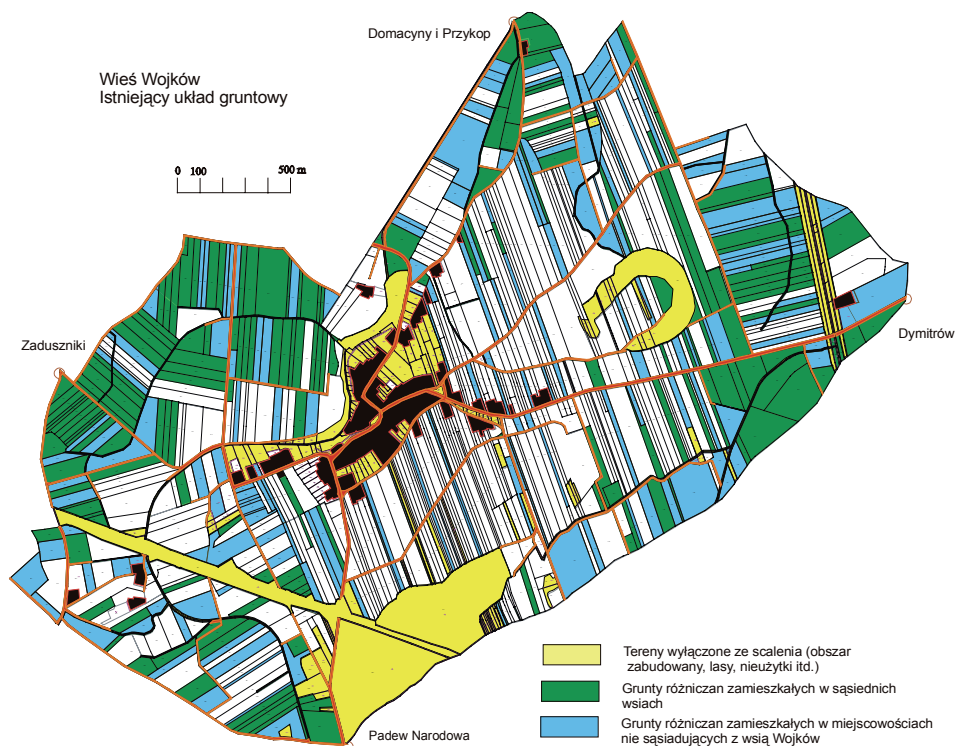 Domacyny i Przykop
Wieś Wojków
Istniejący układ gruntowy
0 100 500 m
Zaduszniki
Dymitrów
Tereny wyłączone ze scalenia (obszar
zabudowany, lasy, nieużytki itd.)
Grunty różniczan zamieszkałych w sąsiednich
wsiach
Grunty różniczan zamieszkałych w miejscowościach
nie sąsiadujących z wsią Wojków
Padew Narodowa